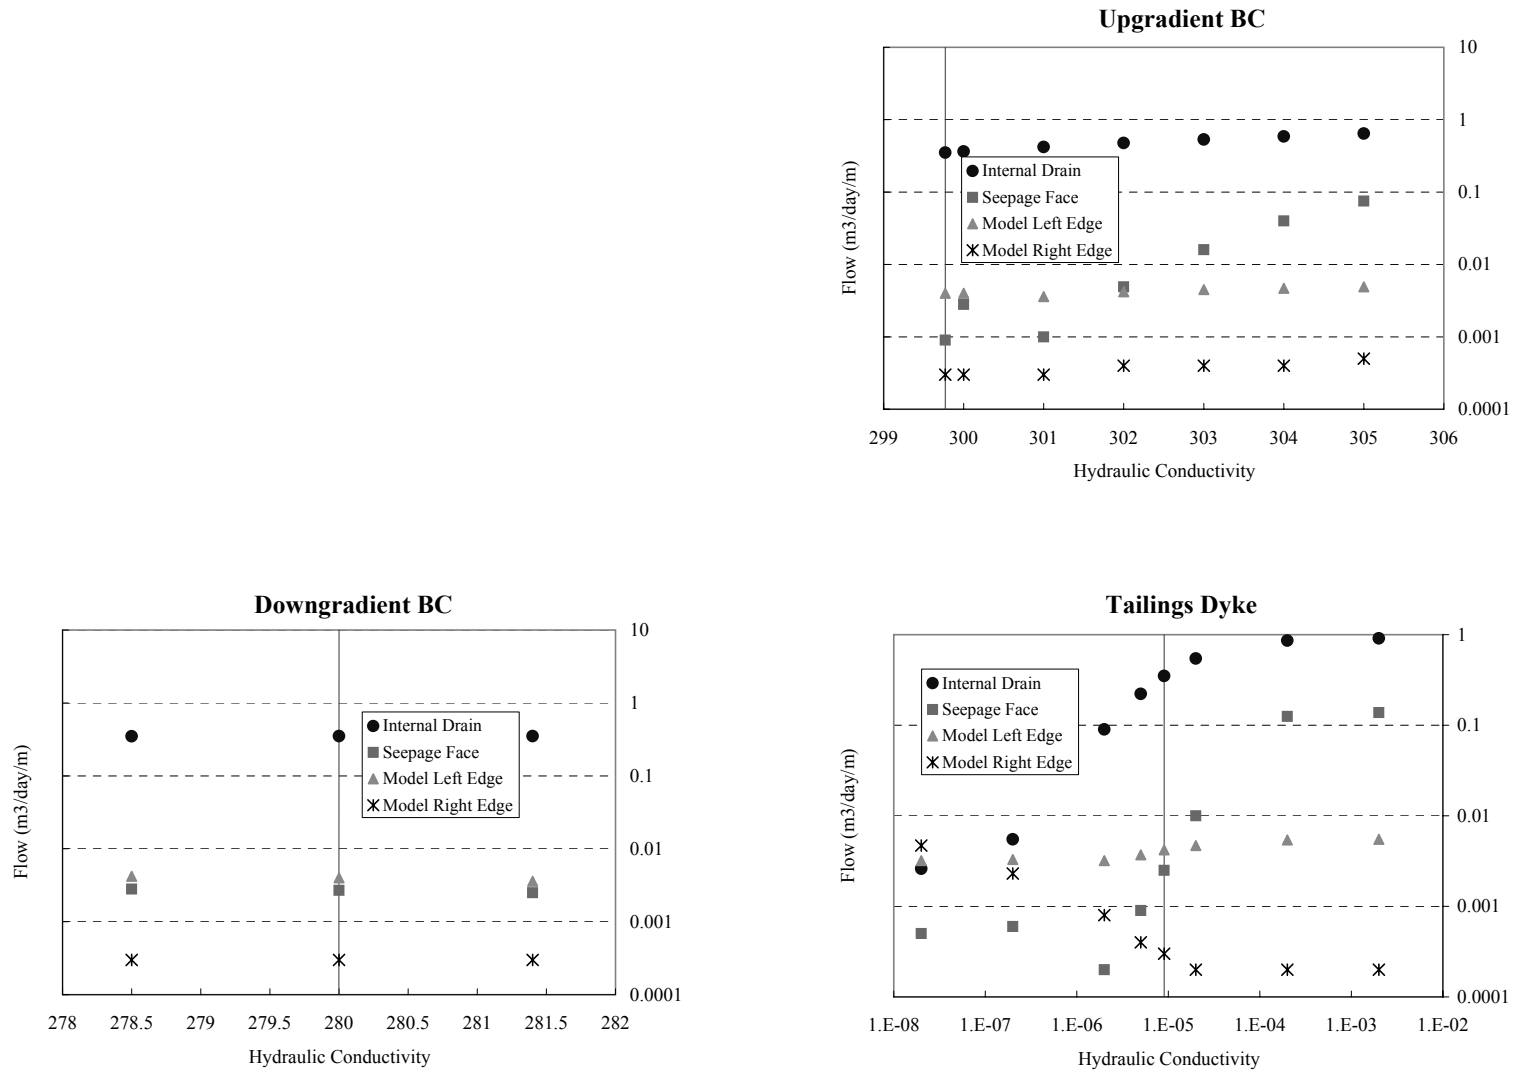 Upgradient BC
10
1
0.1
0.01
0.001
0.0001
Flow (m3/day/m)
Internal Drain
Seepage Face
Model Left Edge
Model Right Edge
299 300 301 302 303 304 305 306
Hydraulic Conductivity
Downgradient BC
10
1
0.1
0.01
0.001
0.0001
Flow (m3/day/m)
Internal Drain
Seepage Face
Model Left Edge
Model Right Edge
278 278.5 279 279.5 280 280.5 281 281.5 282
Hydraulic Conductivity
Tailings Dyke
1
0.1
0.01
0.001
0.0001
Flow (m3/day/m)
Internal Drain
Seepage Face
Model Left Edge
Model Right Edge
1.E-08 1.E-07 1.E-06 1.E-05 1.E-04 1.E-03 1.E-02
Hydraulic Conductivity